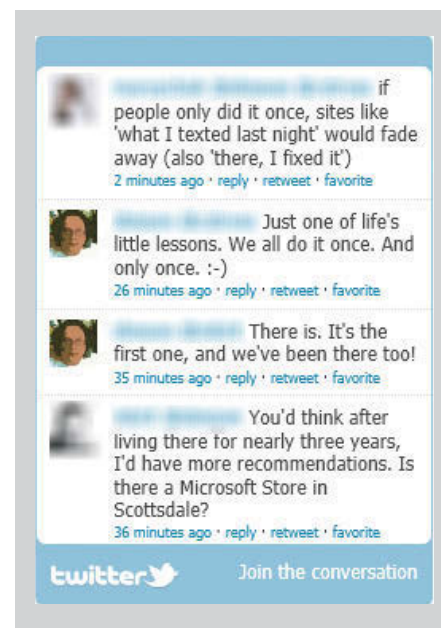 if
people only did it once, sites like
'what I texted last night' would fade
away (also 'there, I fixed it')
2 minutes ago · reply · retweet · favorite
Just one of life's
little lessons. We all do it once. And
only once. :-)
26 minutes ago · reply · retweet · favorite
There is. It's the
first one, and we've been there too!
35 minutes ago · reply · retweet · favorite
You'd think after
living there for nearly three years,
I'd have more recommendations. Is
there a Microsoft Store in
Scottsdale?
36 minutes ago · reply · retweet · favorite
twitter Join the conversation